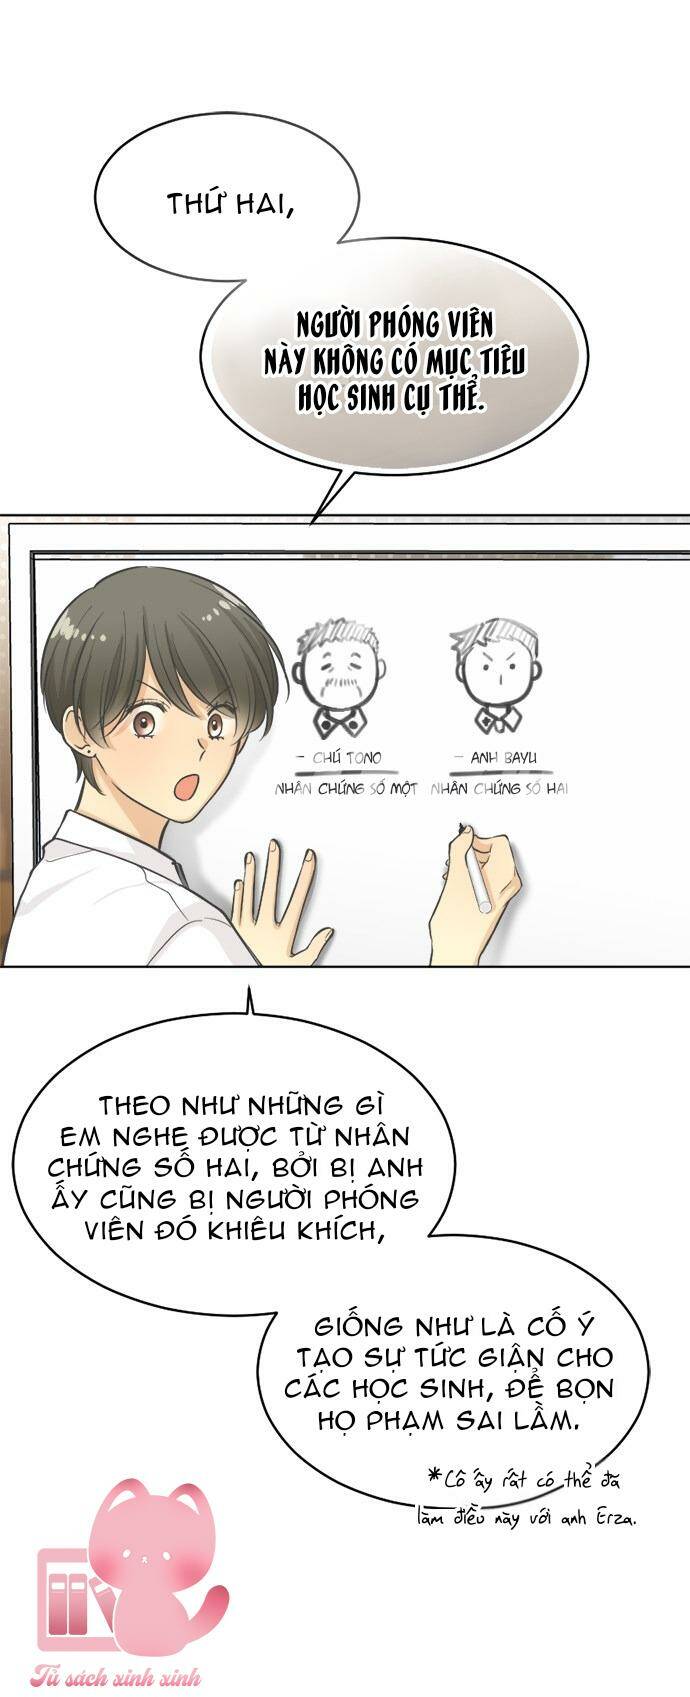 THỨ HAI,
NGƯỜI PHÓNG VIÊN
NÀY KHÔNG CÓ MỤC TIÊU
HỌC SINH CỤ THỂ.
- CHÚ TONO
NHÂN CHỨNG SỐ MỘT
- ANH BAYU
NHÂN CHỨNG SỐ HAI
THEO NHƯ NHỮNG GÌ
EM NGHE ĐƯỢC TỪ NHÂN
CHỨNG SỐ HAI, BỞI BỊ ANH
ẤY CŨNG BỊ NGƯỜI PHÓNG
VIÊN ĐÓ KHIÊU KHÍCH,
GIỐNG NHƯ LÀ CỐ Ý
TẠO SỰ TỨC GIẬN CHO
CÁC HỌC SINH, ĐỂ BỌN
HỌ PHẠM SAI LẦM.
*Cô ấy rất có thể đã
làm điều này với anh Erza.
Tủ sách xinh xinh